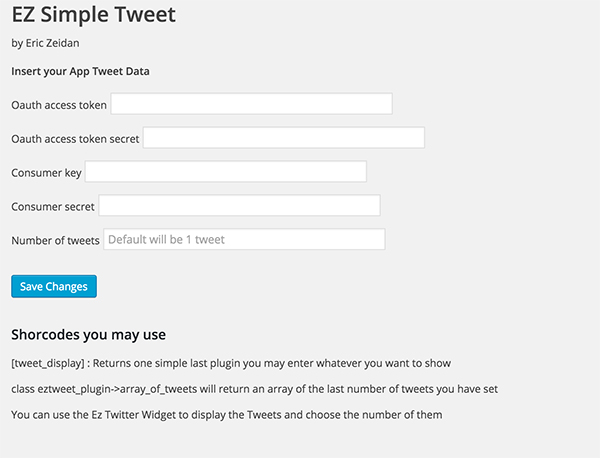 EZ Simple Tweet
by Eric Zeidan
Insert your App Tweet Data
Oauth access token
Oauth access token secret
Consumer key
Consumer secret
Number of tweets Default will be 1 tweet
Save Changes
Shorcodes you may use
[tweet_display] : Returns one simple last plugin you may enter whatever you want to show
class eztweet_plugin->array_of_tweets will return an array of the last number of tweets you have set
You can use the Ez Twitter Widget to display the Tweets and choose the number of them